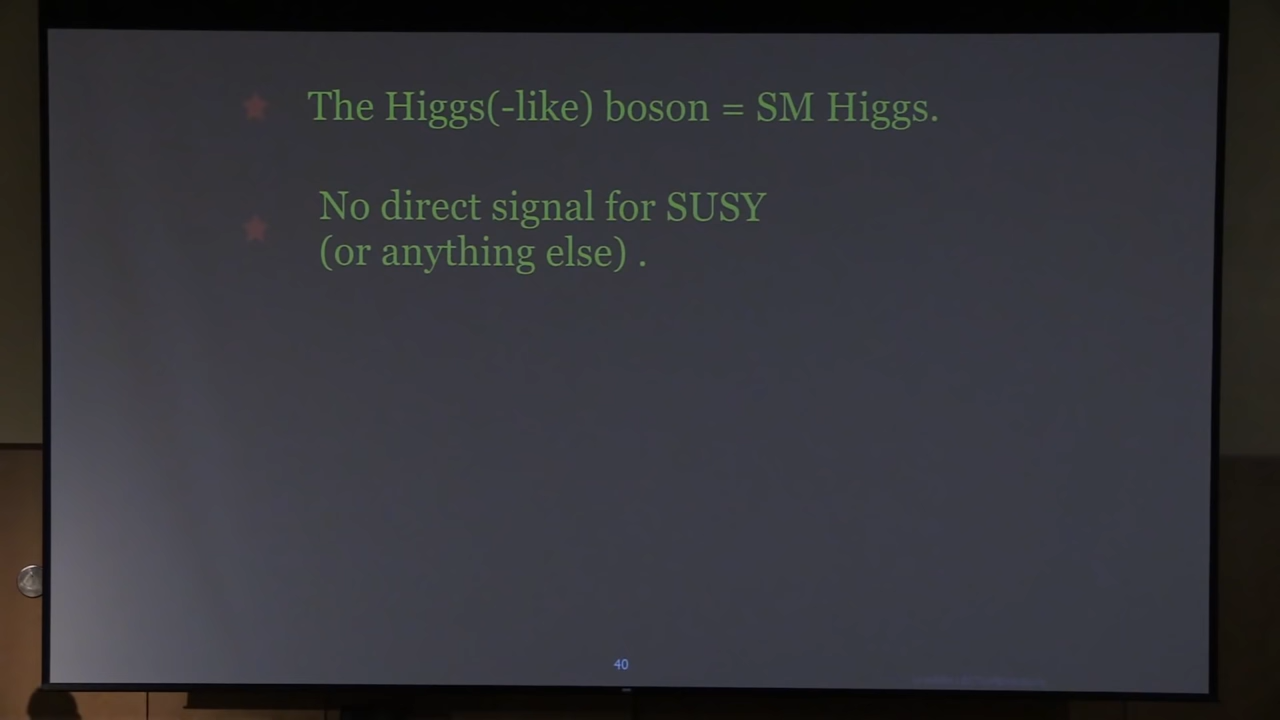 The Higgs(-like) boson = SM Higgs.
No direct signal for SUSY
(or anything else) .
40